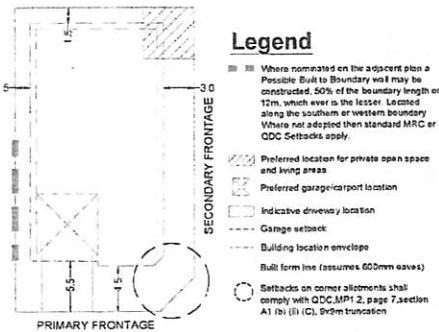 1.5
Legend
Where nominated on the adjacent plan a
Possible Built to Boundary wall may be
constructed, 50% of the boundary length or
12m, which ever is the lesser. Located
along the southern or western boundary
Where not adopted then standard MRC or
QDC Setbacks apply.
5
3.0
SECONDARY FRONTAGE
Preferred location for private open space
and living areas
Preferred garage/carport location
Indicative driveway location
Garage setback
Building location envelope
Built form line (assumes 600mm eaves)
Setbacks on corner allotments shall
comply with QDC,MP1.2, page 7,section
A1 (b) (ii) (C), 9x9m truncation
5.5
4.5
PRIMARY FRONTAGE